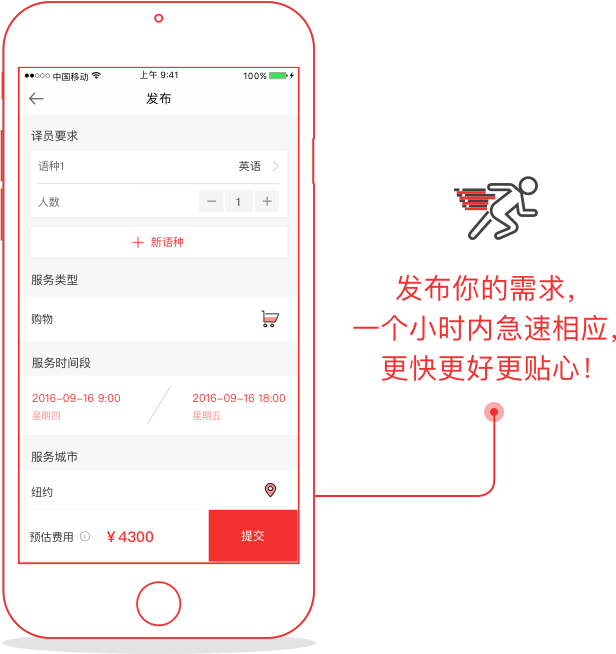 中国移动 上午 9:41 100%
发布
译员要求
语种1 英语
人数 − 1 +
+ 新语种
服务类型
购物
服务时间段
2016-09-16 9:00 2016-09-16 18:00
星期四 星期五
服务城市
纽约
预估费用 ¥4300 提交
发布你的需求,
一个小时内急速相应,
更快更好更贴心!